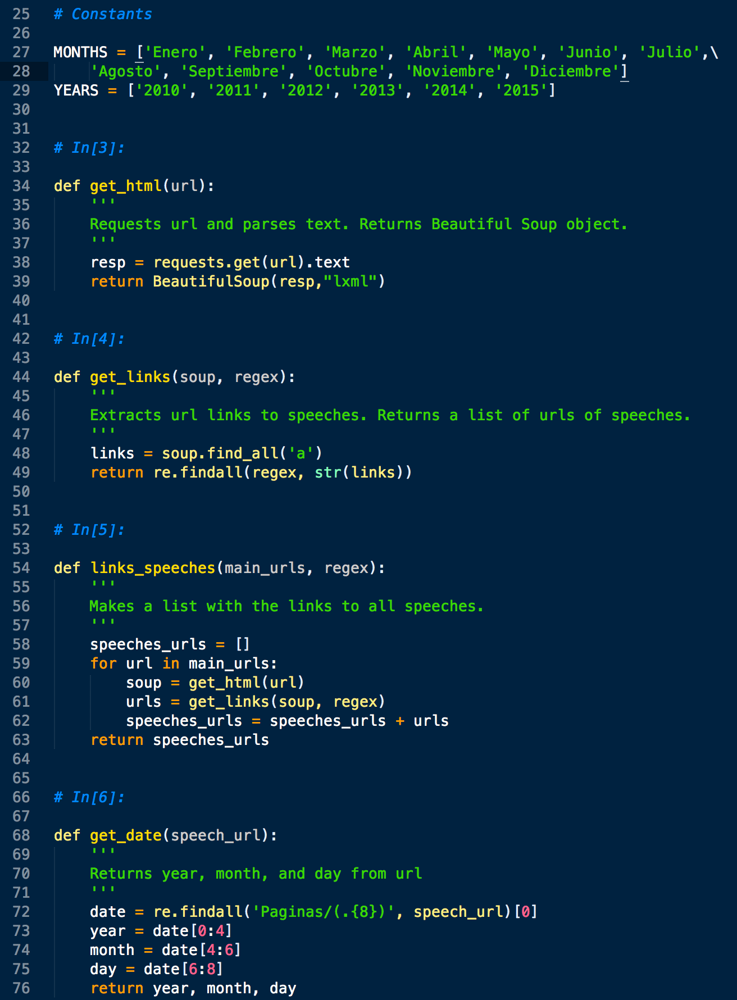 25 # Constants
26
27 MONTHS = ['Enero', 'Febrero', 'Marzo', 'Abril', 'Mayo', 'Junio', 'Julio',\
28     'Agosto', 'Septiembre', 'Octubre', 'Noviembre', 'Diciembre']
29 YEARS = ['2010', '2011', '2012', '2013', '2014', '2015']
30
31
32 # In[3]:
33
34 def get_html(url):
35     '''
36     Requests url and parses text. Returns Beautiful Soup object.
37     '''
38     resp = requests.get(url).text
39     return BeautifulSoup(resp,"lxml")
40
41
42 # In[4]:
43
44 def get_links(soup, regex):
45     '''
46     Extracts url links to speeches. Returns a list of urls of speeches.
47     '''
48     links = soup.find_all('a')
49     return re.findall(regex, str(links))
50
51
52 # In[5]:
53
54 def links_speeches(main_urls, regex):
55     '''
56     Makes a list with the links to all speeches.
57     '''
58     speeches_urls = []
59     for url in main_urls:
60         soup = get_html(url)
61         urls = get_links(soup, regex)
62         speeches_urls = speeches_urls + urls
63     return speeches_urls
64
65
66 # In[6]:
67
68 def get_date(speech_url):
69     '''
70     Returns year, month, and day from url
71     '''
72     date = re.findall('Paginas/(.{8})', speech_url)[0]
73     year = date[0:4]
74     month = date[4:6]
75     day = date[6:8]
76     return year, month, day